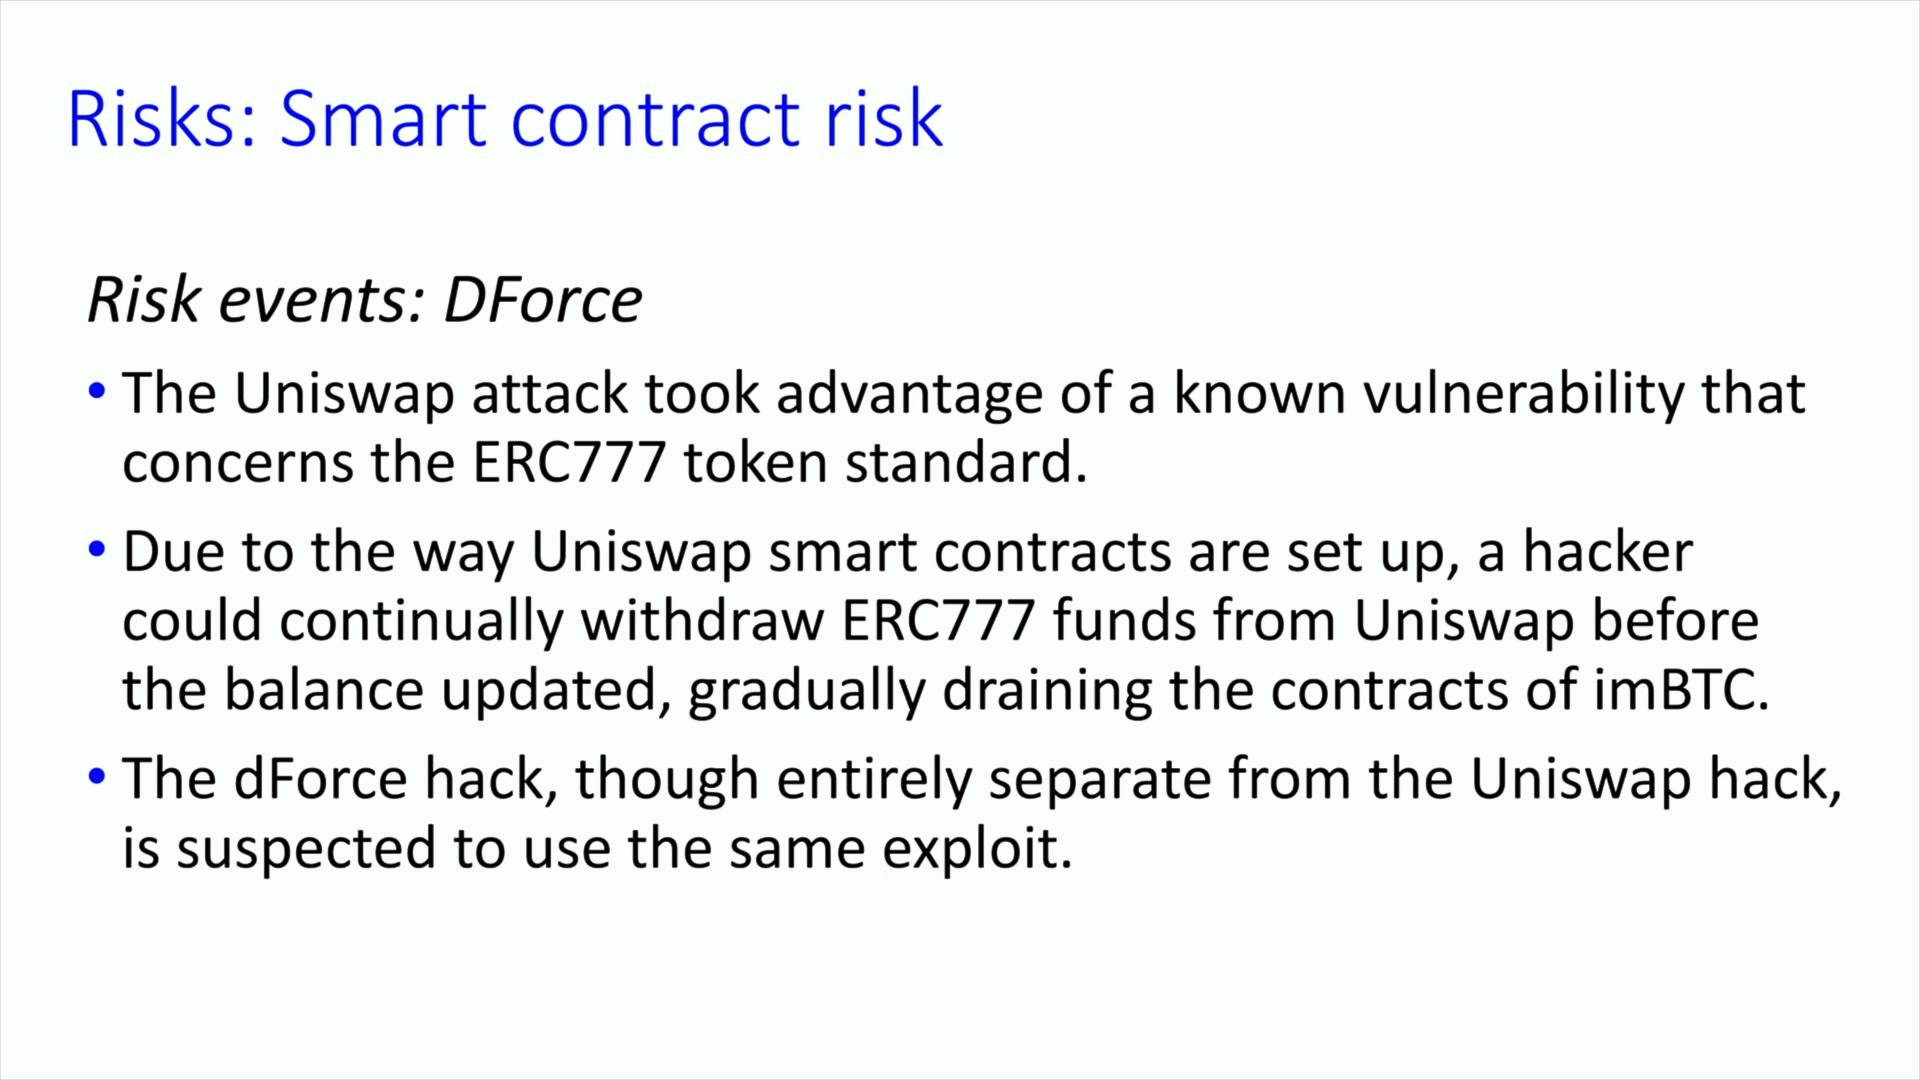 Risks: Smart contract risk
Risk events: DForce
• The Uniswap attack took advantage of a known vulnerability that
concerns the ERC777 token standard.
• Due to the way Uniswap smart contracts are set up, a hacker
could continually withdraw ERC777 funds from Uniswap before
the balance updated, gradually draining the contracts of imBTC.
• The dForce hack, though entirely separate from the Uniswap hack,
is suspected to use the same exploit.